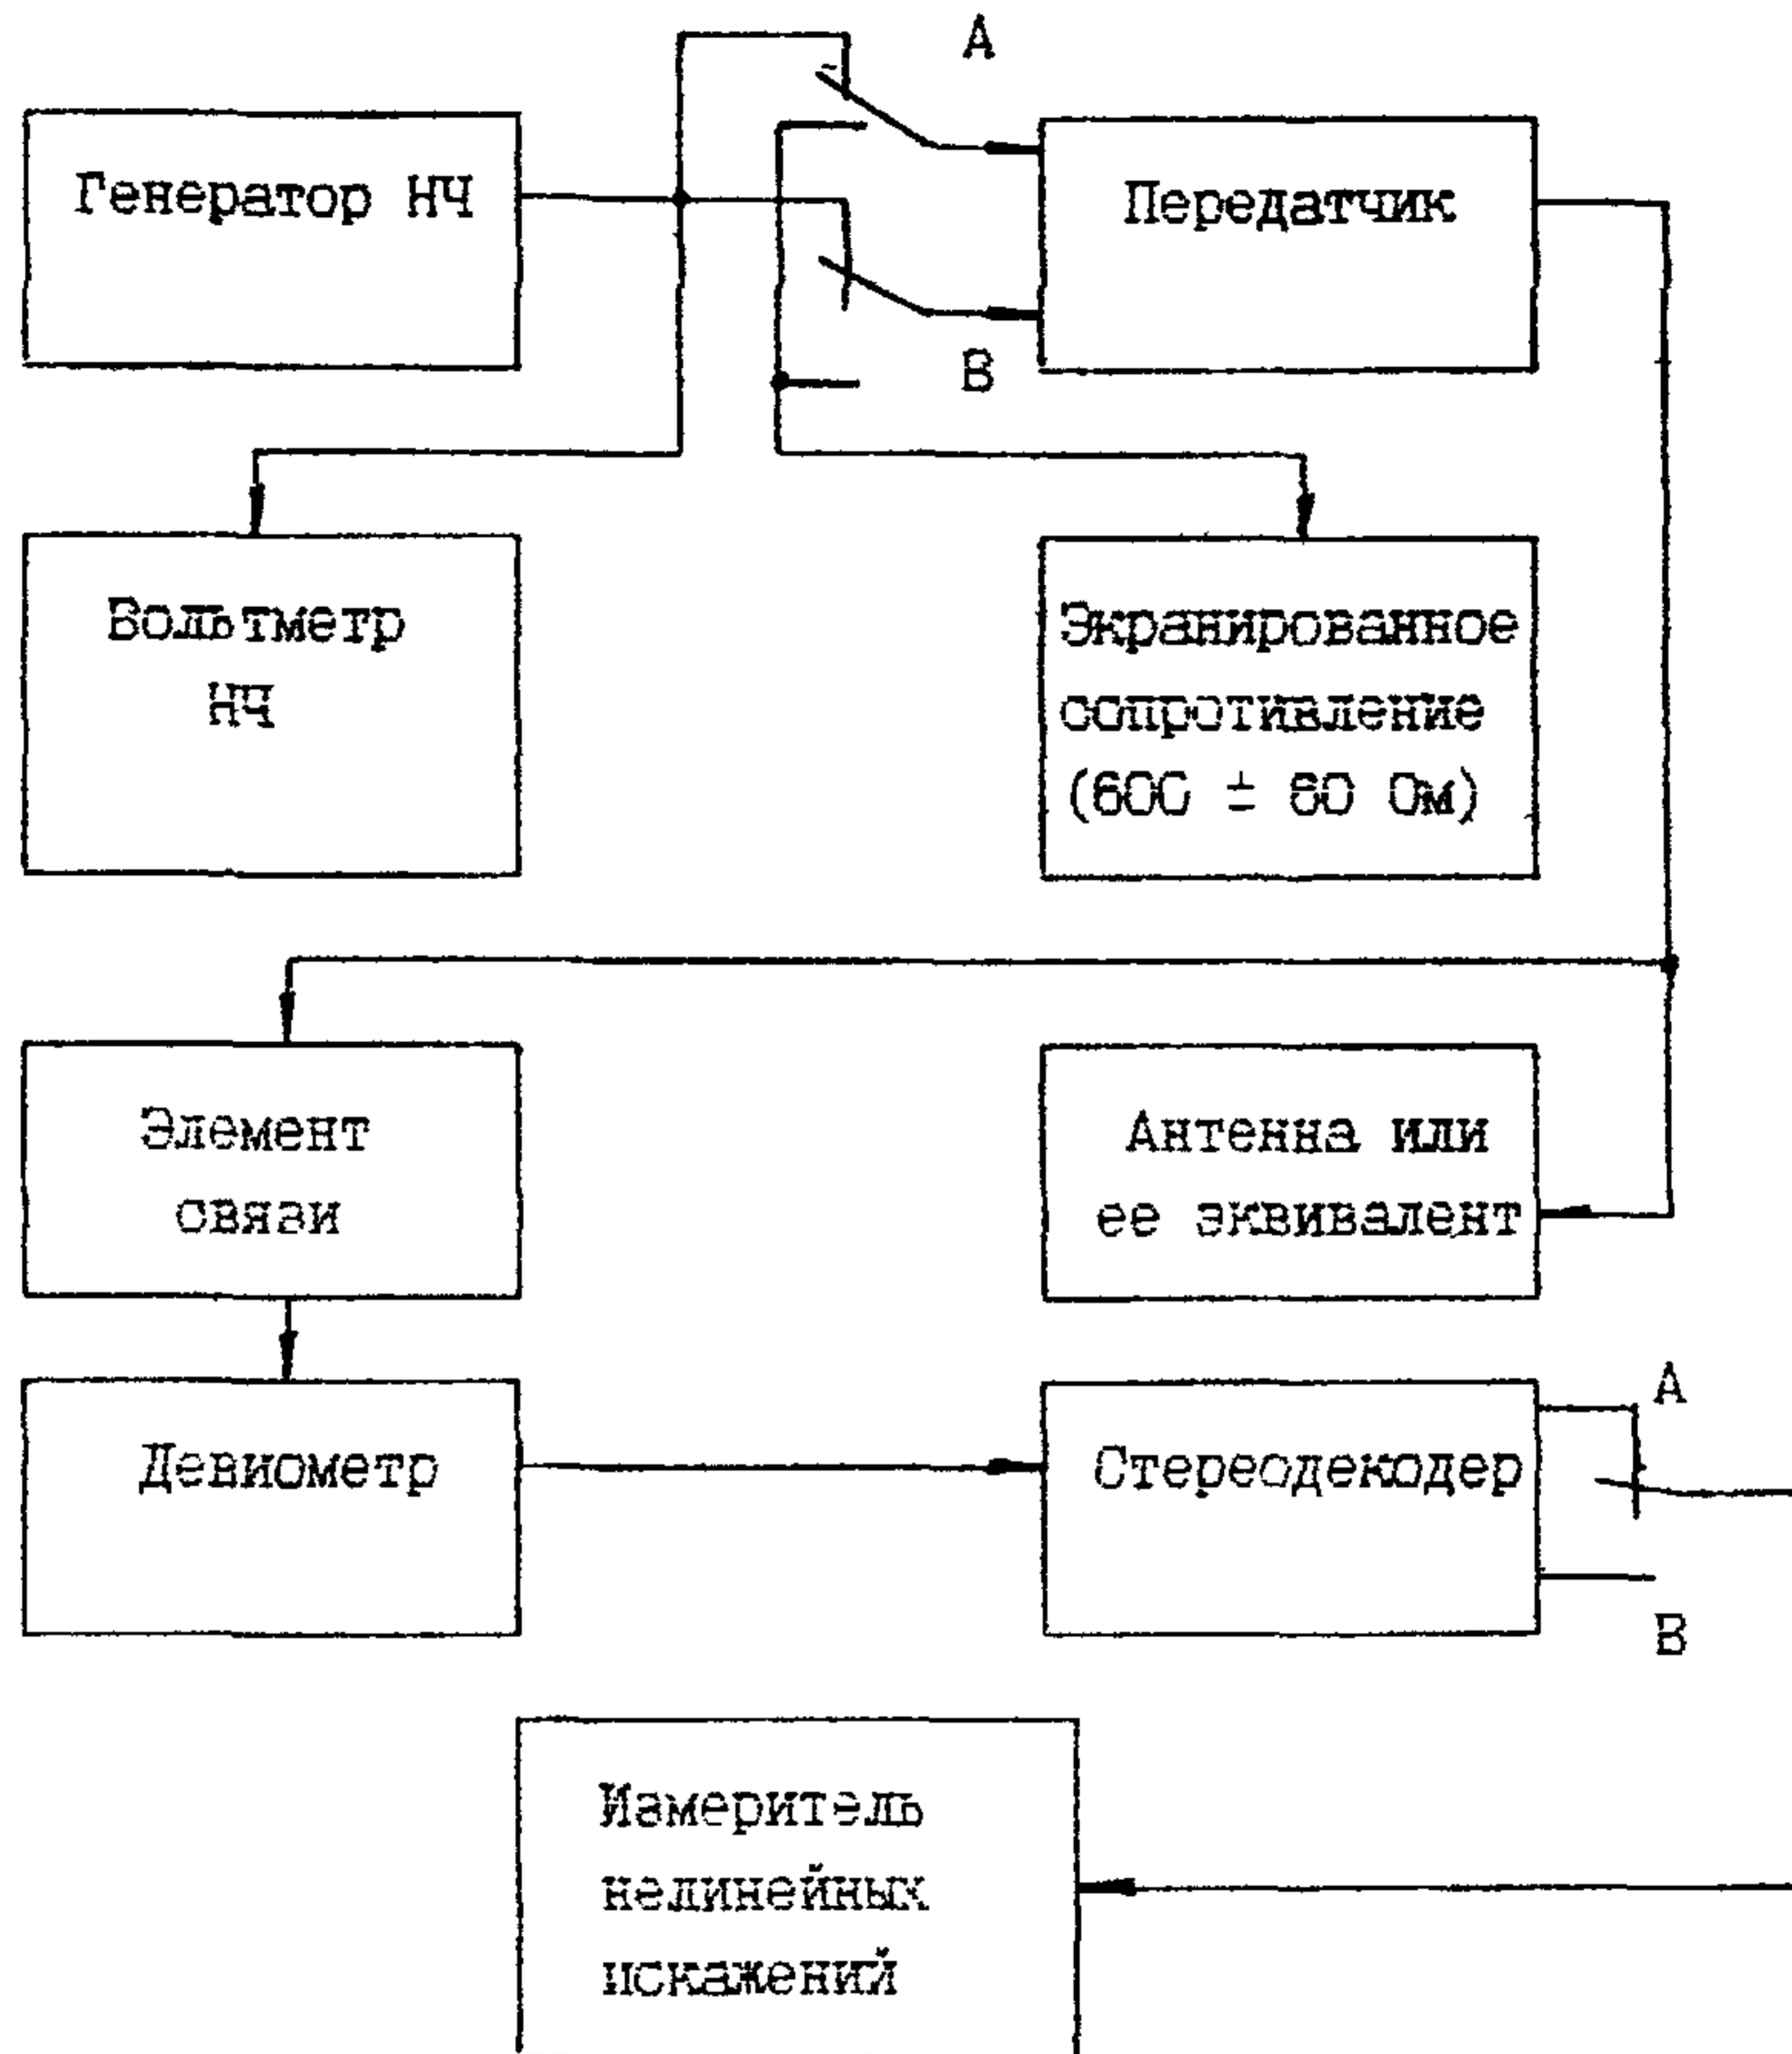 А
Генератор НЧ
Передатчик
В
Вольтметр
НЧ
Экранированное
сопротивление
(600 ± 60 Ом)
Элемент
связи
Антенна или
ее эквивалент
Девиометр
Стереодекодер
А
В
Измеритель
нелинейных
искажений